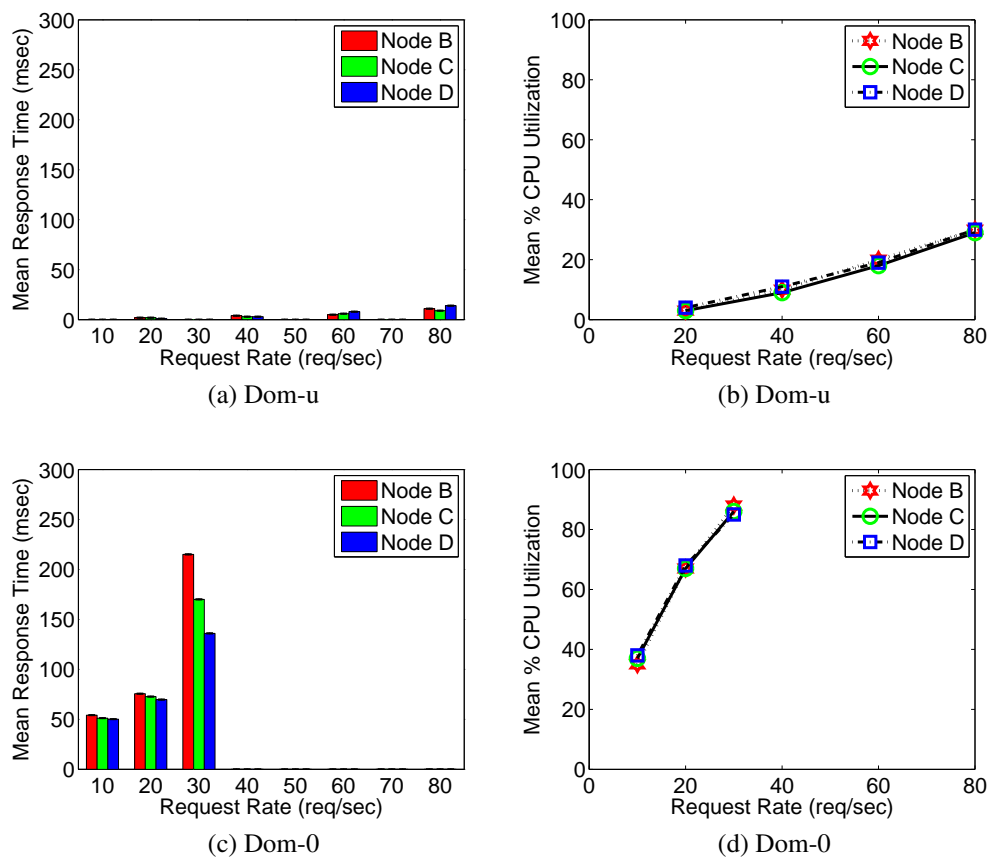 300
250
200
150
100
50
0
Mean Response Time (msec)
Node B
Node C
Node D
10 20 30 40 50 60 70 80
Request Rate (req/sec)
(a) Dom-u
100
80
60
40
20
0
Mean % CPU Utilization
Node B
Node C
Node D
0 20 40 60 80
Request Rate (req/sec)
(b) Dom-u
300
250
200
150
100
50
0
Mean Response Time (msec)
Node B
Node C
Node D
10 20 30 40 50 60 70 80
Request Rate (req/sec)
(c) Dom-0
100
80
60
40
20
0
Mean % CPU Utilization
Node B
Node C
Node D
0 20 40 60 80
Request Rate (req/sec)
(d) Dom-0